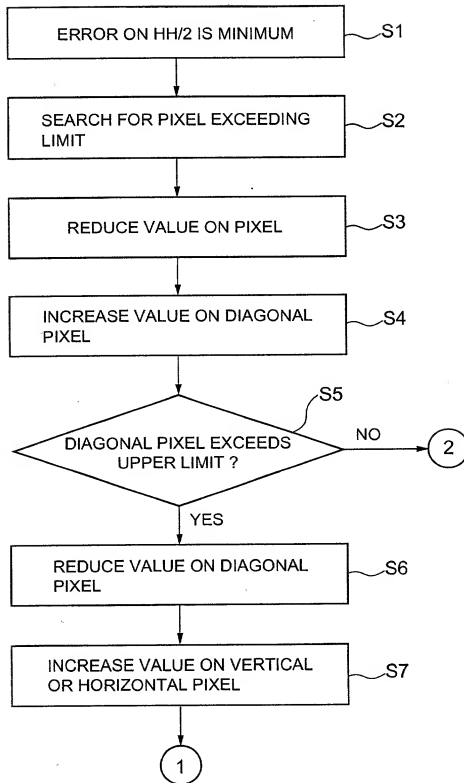 ERROR ON HH/2 IS MINIMUM
S1
SEARCH FOR PIXEL EXCEEDING
LIMIT
S2
REDUCE VALUE ON PIXEL
S3
INCREASE VALUE ON DIAGONAL
PIXEL
S4
S5
DIAGONAL PIXEL EXCEEDS
UPPER LIMIT ?
NO
2
YES
REDUCE VALUE ON DIAGONAL
PIXEL
S6
INCREASE VALUE ON VERTICAL
OR HORIZONTAL PIXEL
S7
1